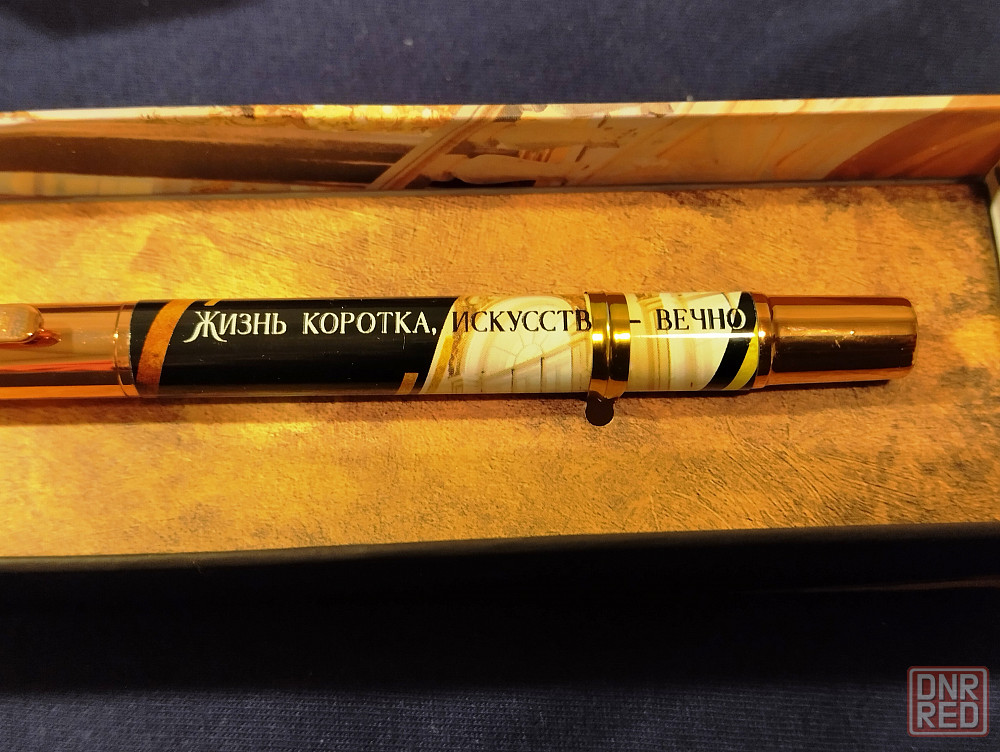 Жизнь коротка, искусств - вечно
DNR
RED